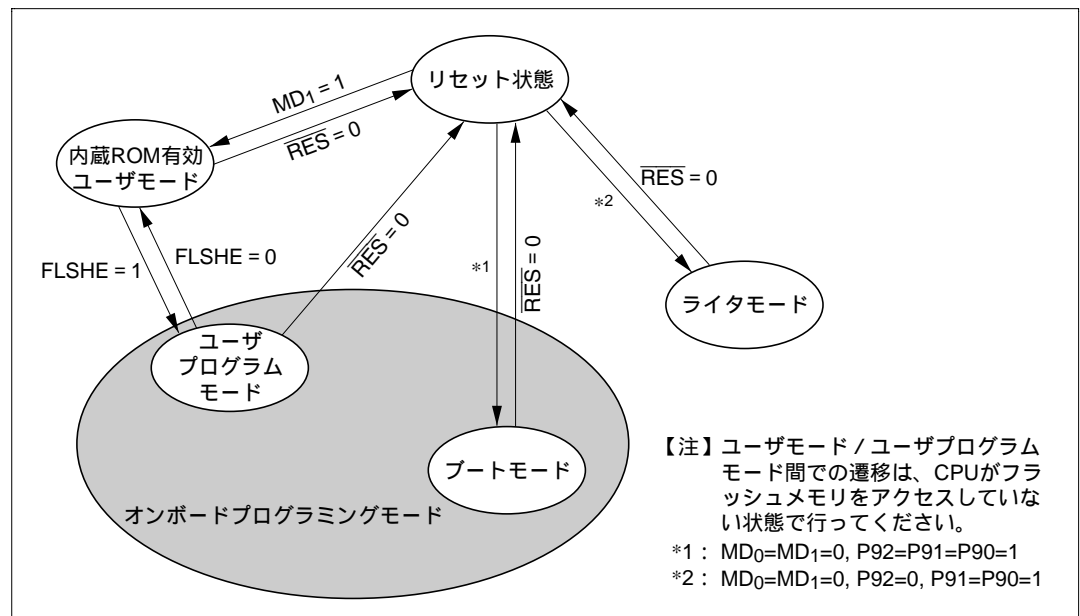 リセット状態
MD1 = 1
RES = 0
内蔵ROM有効
ユーザモード
RES = 0
*2
FLSHE = 0
FLSHE = 1
RES = 0
*1
RES = 0
ライタモード
ユーザ
プログラム
モード
ブートモード
オンボードプログラミングモード
【注】ユーザモード / ユーザプログラム
モード間での遷移は、CPUがフラ
ッシュメモリをアクセスしていな
い状態で行ってください。
*1 : MD0=MD1=0, P92=P91=P90=1
*2 : MD0=MD1=0, P92=0, P91=P90=1